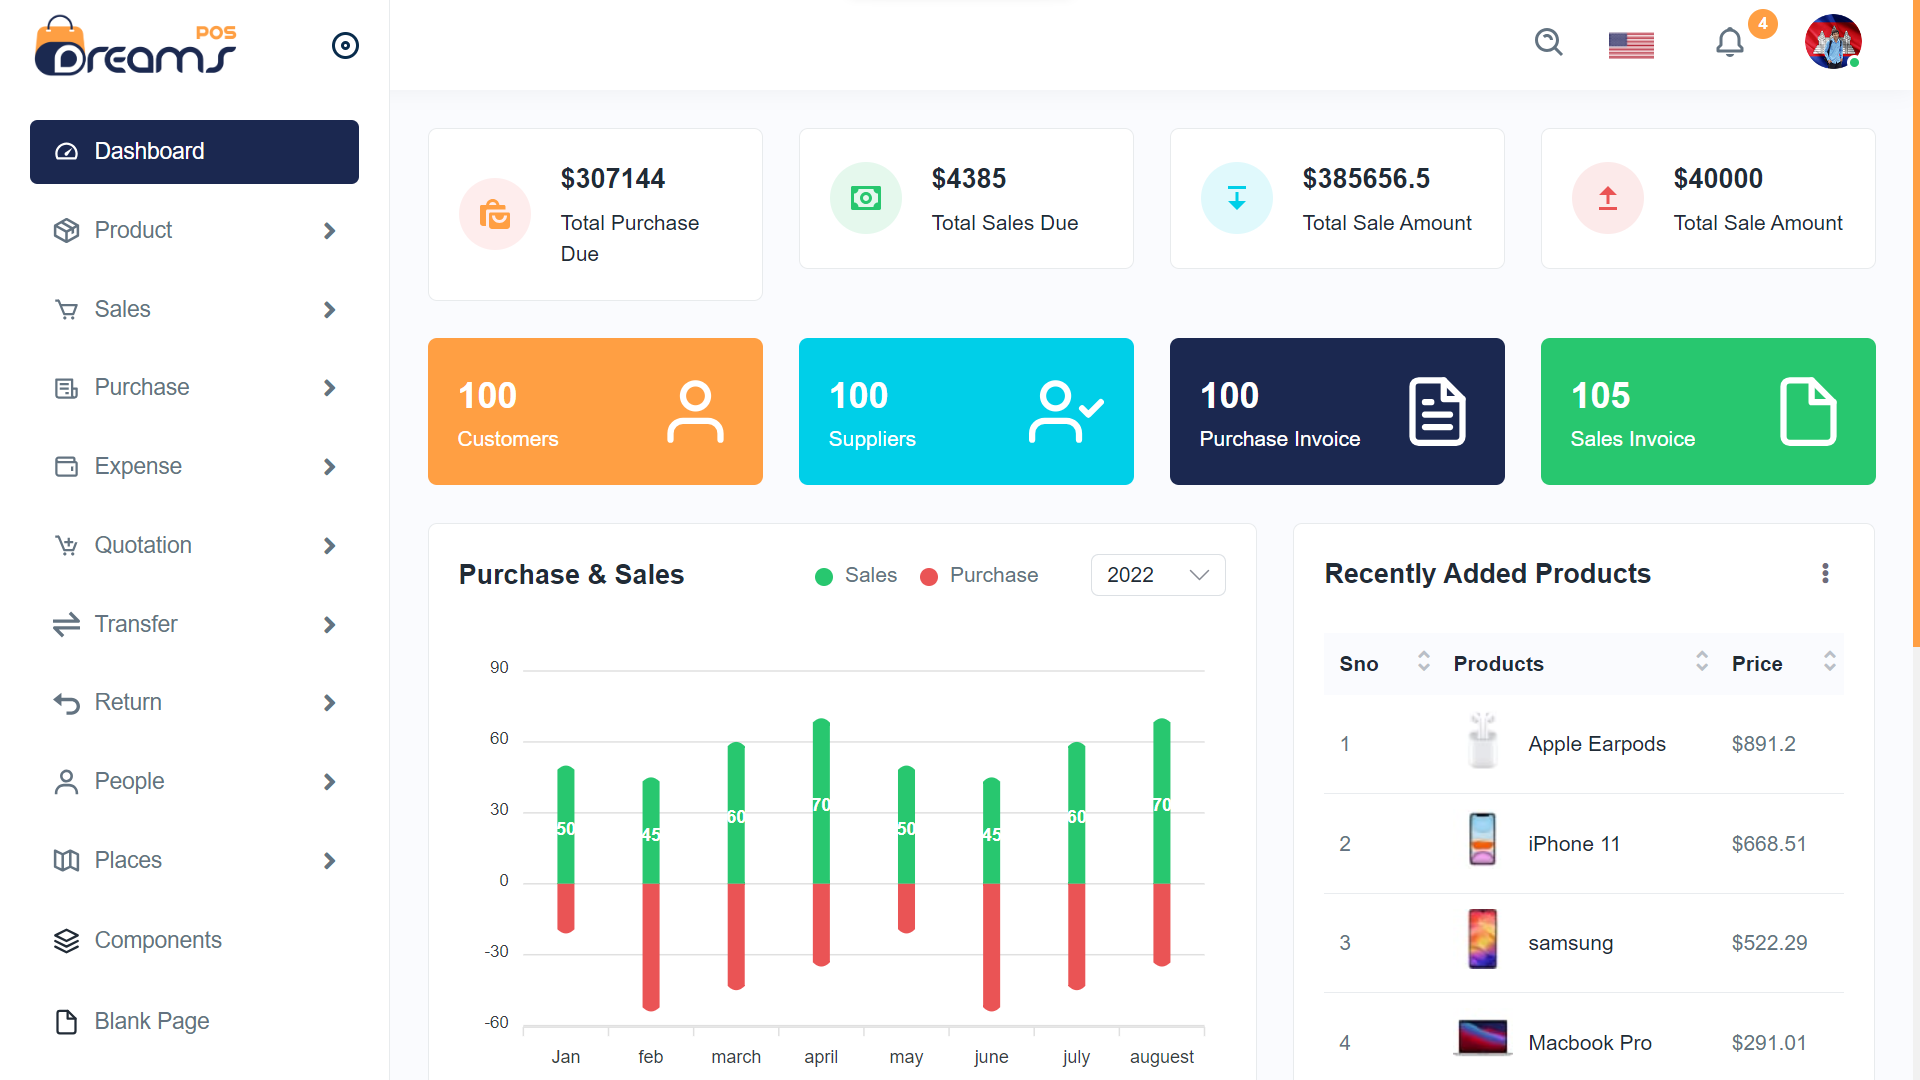 POS
Dreams
4
Dashboard
Product
Sales
Purchase
Expense
Quotation
Transfer
Return
People
Places
Components
Blank Page
$307144
Total Purchase
Due
$4385
Total Sales Due
$385656.5
Total Sale Amount
$40000
Total Sale Amount
100
Customers
100
Suppliers
100
Purchase Invoice
105
Sales Invoice
Purchase & Sales
Sales
Purchase
2022
90
60
30
0
-30
-60
50
45
60
70
50
45
60
70
Jan
feb
march
april
may
june
july
auguest
Recently Added Products
Sno Products Price
1 Apple Earpods $891.2
2 iPhone 11 $668.51
3 samsung $522.29
4 Macbook Pro $291.01